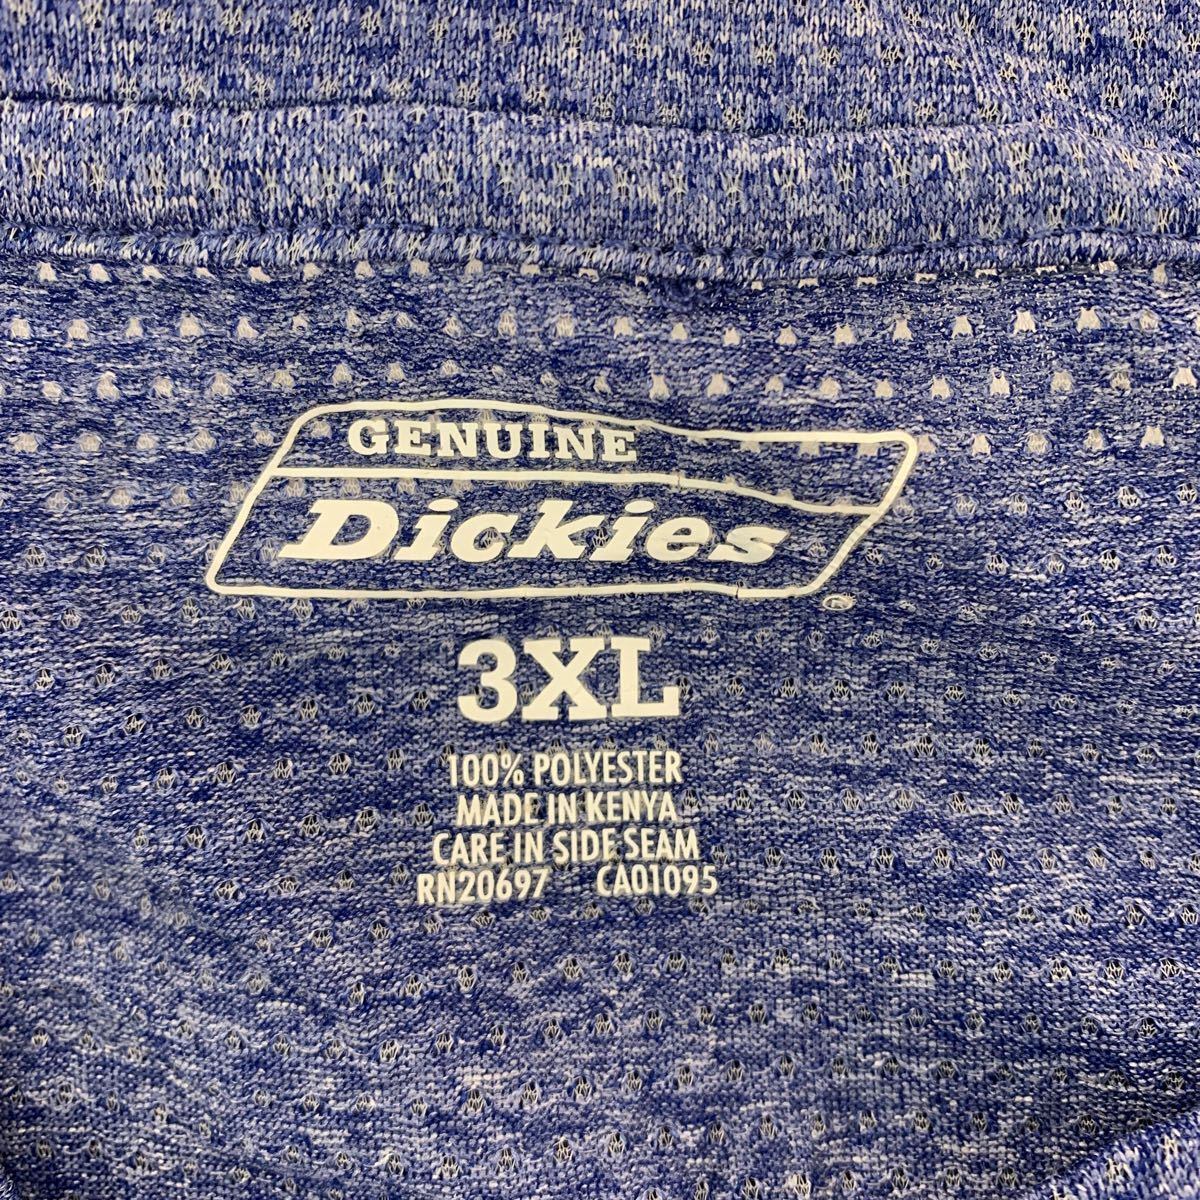 GENUINE
Dickies®
3XL
100% POLYESTER
MADE IN KENYA
CARE IN SIDE SEAM
RN20697 CA01095